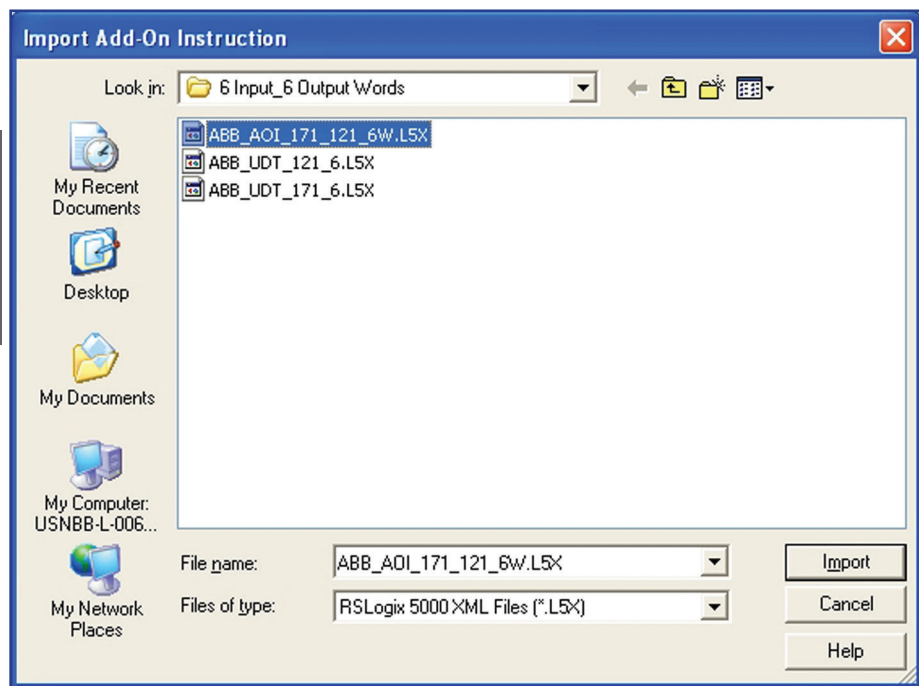 Import Add-On Instruction
Look in:
6 Input_6 Output Words
ABB_AOI_171_121_6W.L5X
ABB_UDT_121_6.L5X
ABB_UDT_171_6.L5X
My Recent
Documents
Desktop
My Documents
My Computer:
USNBB-L-006...
My Network
Places
File name:
ABB_AOI_171_121_6W.L5X
Import
Files of type:
RSLogix 5000 XML Files (*.L5X)
Cancel
Help